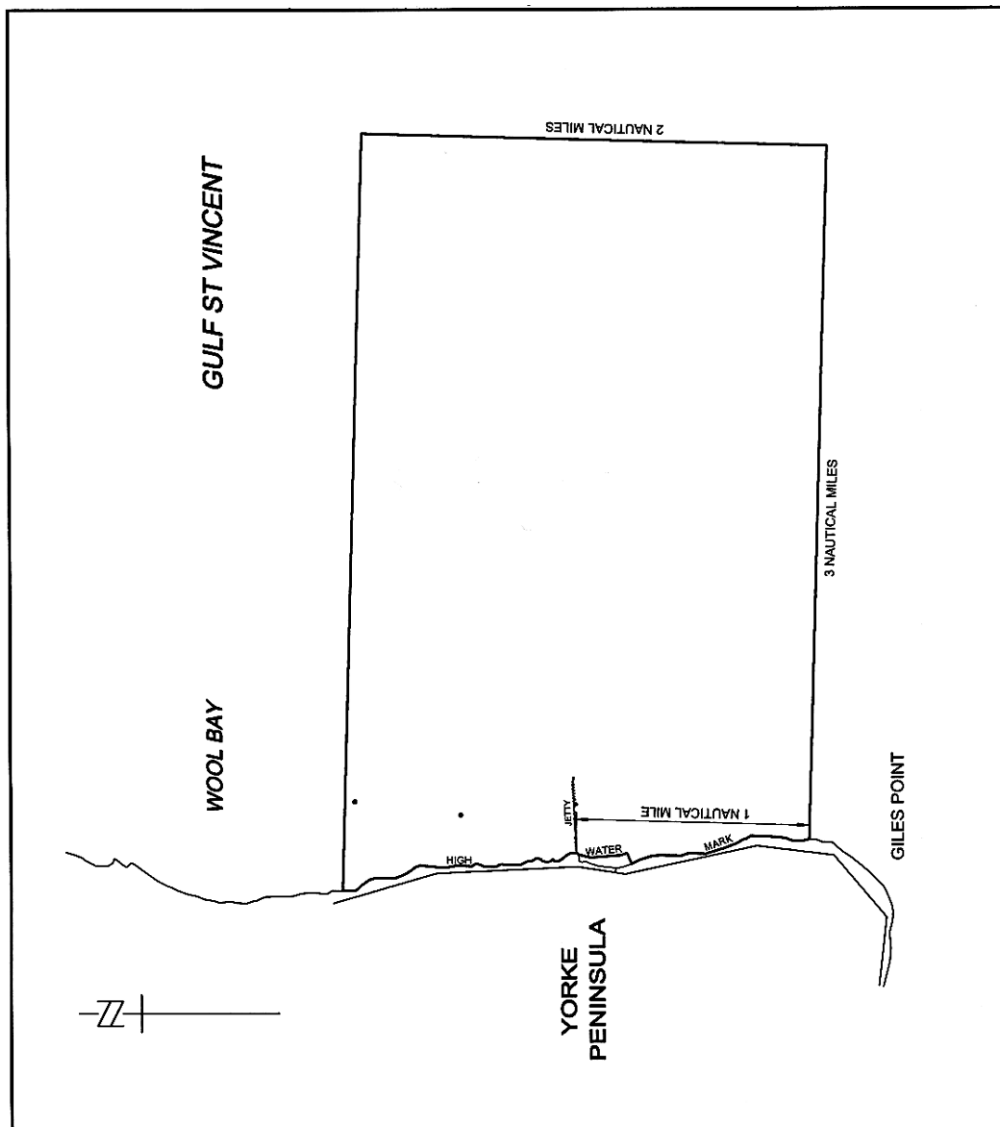 2 NAUTICAL MILES
GULF ST VINCENT
3 NAUTICAL MILES
WOOL BAY
JETTY
1 NAUTICAL MILE
HIGH
WATER
MARK
GILES POINT
YORKE
PENINSULA
N